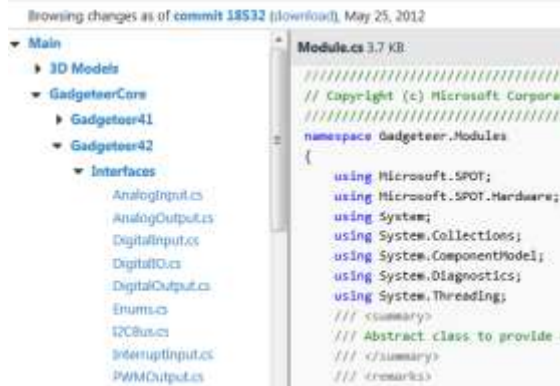 Browsing changes as of commit 18532 (download), May 25, 2012
Main
3D Models
GadgeteerCore
Gadgeteer41
Gadgeteer42
Interfaces
AnalogInput.cs
AnalogOutput.cs
DigitalInput.cs
DigitalIO.cs
DigitalOutput.cs
Enums.cs
I2CBus.cs
InterruptInput.cs
PWMOutput.cs
Module.cs 3.7 KB
////////////////////////////////////
// Copyright (c) Microsoft Corpora
////////////////////////////////////
namespace Gadgeteer.Modules
{
using Microsoft.SPOT;
using Microsoft.SPOT.Hardware;
using System;
using System.Collections;
using System.ComponentModel;
using System.Diagnostics;
using System.Threading;
/// <summary>
/// Abstract class to provide
/// </summary>
/// <remarks>